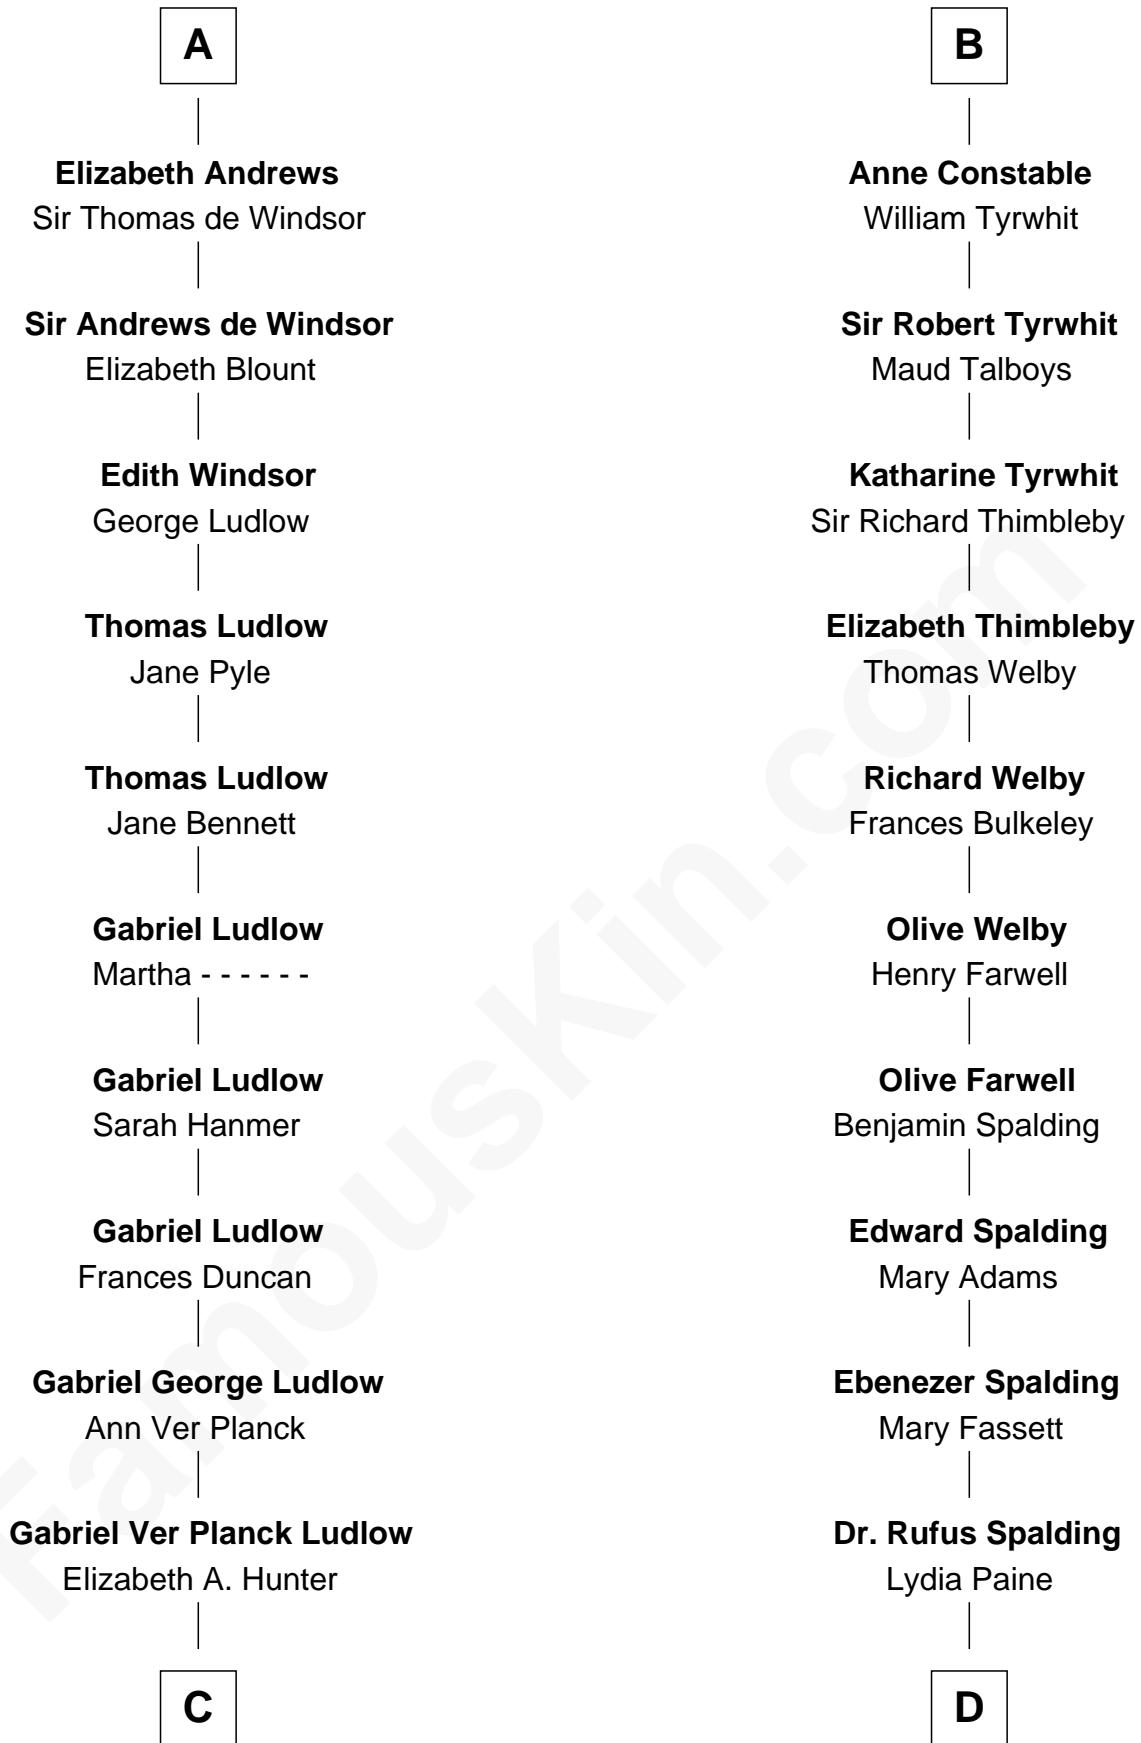 A
Elizabeth Andrews
Sir Thomas de Windsor
Sir Andrews de Windsor
Elizabeth Blount
Edith Windsor
George Ludlow
Thomas Ludlow
Jane Pyle
Thomas Ludlow
Jane Bennett
Gabriel Ludlow
Martha - - - - - -
Gabriel Ludlow
Sarah Hanmer
Gabriel Ludlow
Frances Duncan
Gabriel George Ludlow
Ann Ver Planck
Gabriel Ver Planck Ludlow
Elizabeth A. Hunter
C
B
Anne Constable
William Tyrwhit
Sir Robert Tyrwhit
Maud Talboys
Katharine Tyrwhit
Sir Richard Thimbleby
Elizabeth Thimbleby
Thomas Welby
Richard Welby
Frances Bulkeley
Olive Welby
Henry Farwell
Olive Farwell
Benjamin Spalding
Edward Spalding
Mary Adams
Ebenezer Spalding
Mary Fassett
Dr. Rufus Spalding
Lydia Paine
D
FamousKin.com